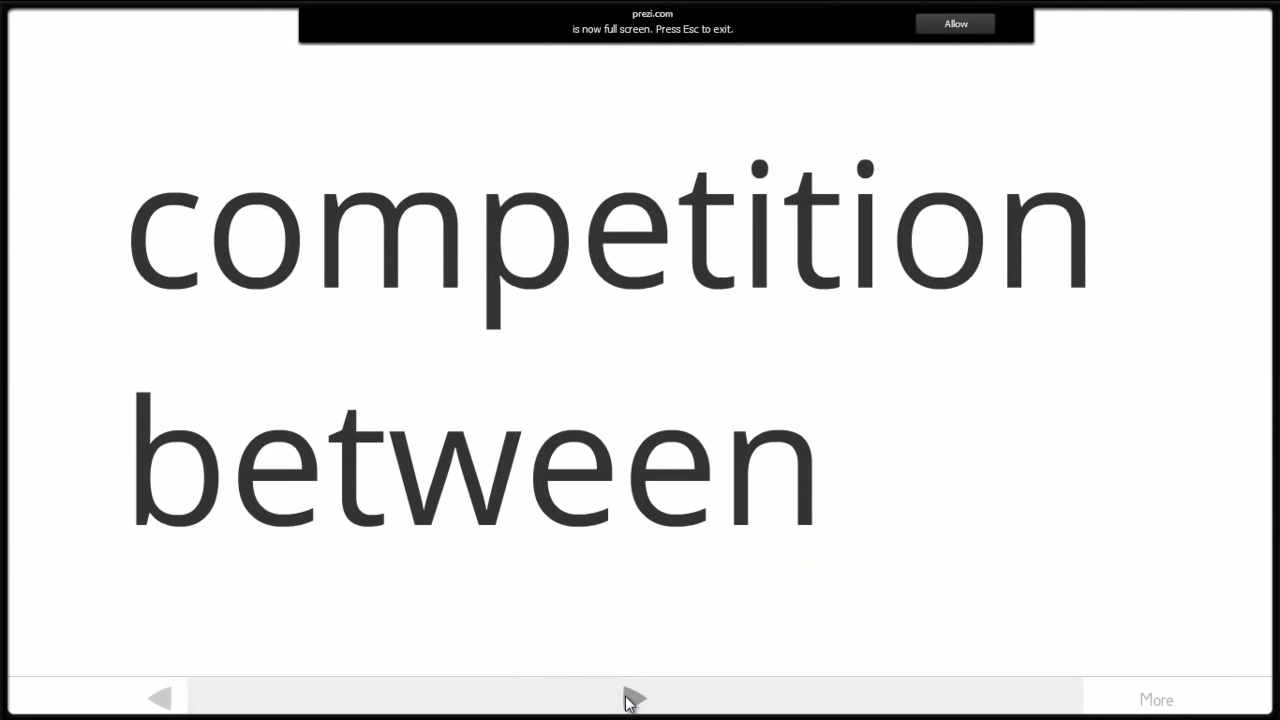 prezi.com
is now full screen. Press Esc to exit.
Allow
competition
between
More